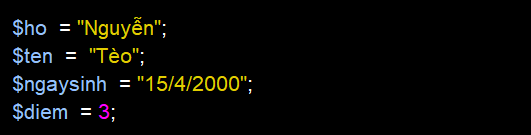 $ho = "Nguyễn";
$ten = "Tèo";
$ngaysinh = "15/4/2000";
$diem = 3;